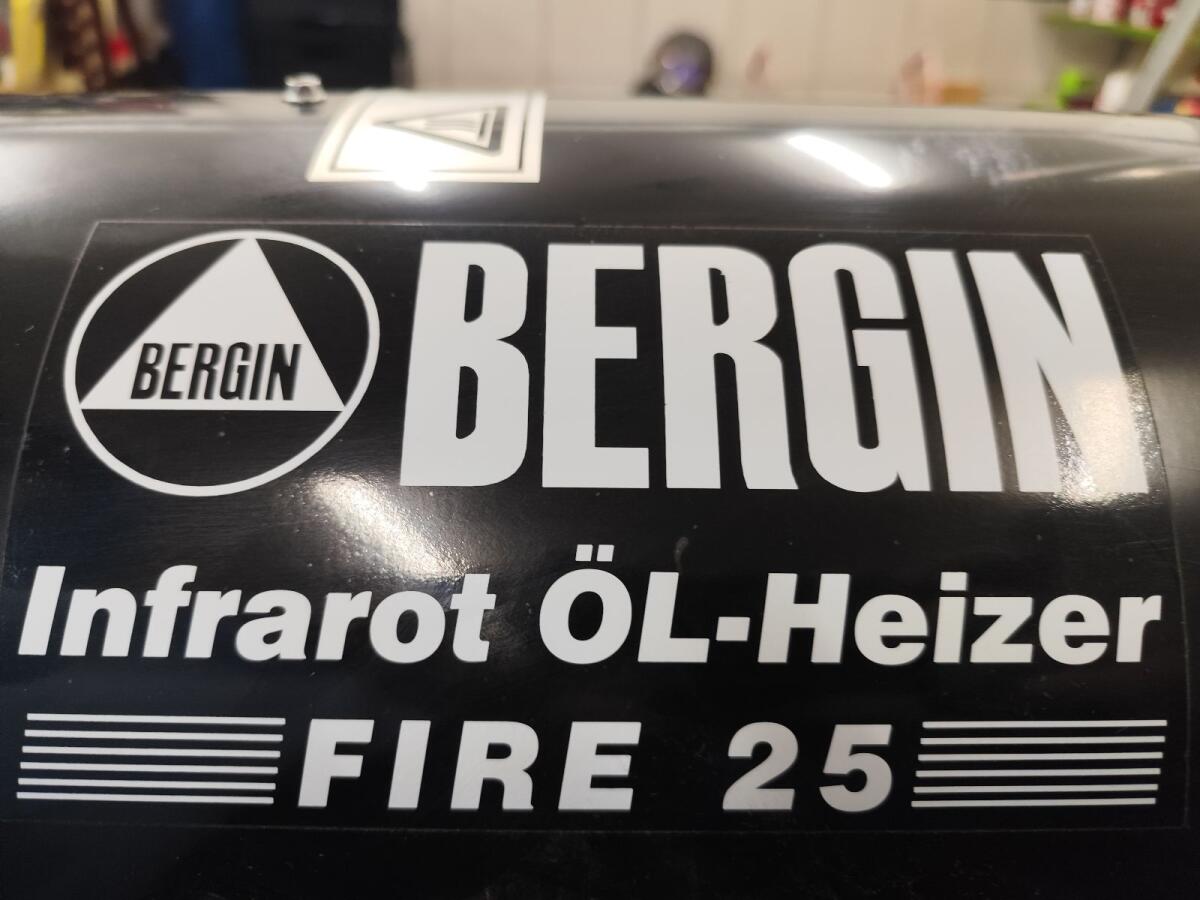 BERGIN
BERGIN
Infrarot ÖL-Heizer
FIRE 25